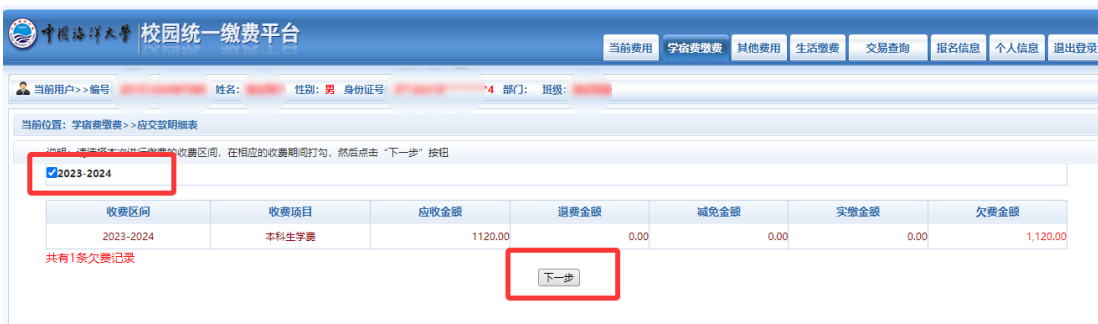 中国海洋大学 校园统一缴费平台
当前费用 学宿费缴费 其他费用 生活缴费 交易查询 报名信息 个人信息 退出登录
当前用户>>编号 姓名: 性别: 男 身份证号 *4 部门: 班级:
当前位置: 学宿费缴费>>应交款明细表
说明: 请选择本次进行缴费的收费区间, 在相应的收费期间打勾, 然后点击 “下一步” 按钮
2023-2024
收费区间 收费项目 应收金额 退费金额 减免金额 实缴金额 欠费金额
2023-2024 本科生学费 1120.00 0.00 0.00 0.00 1,120.00
共有1条欠费记录
下一步